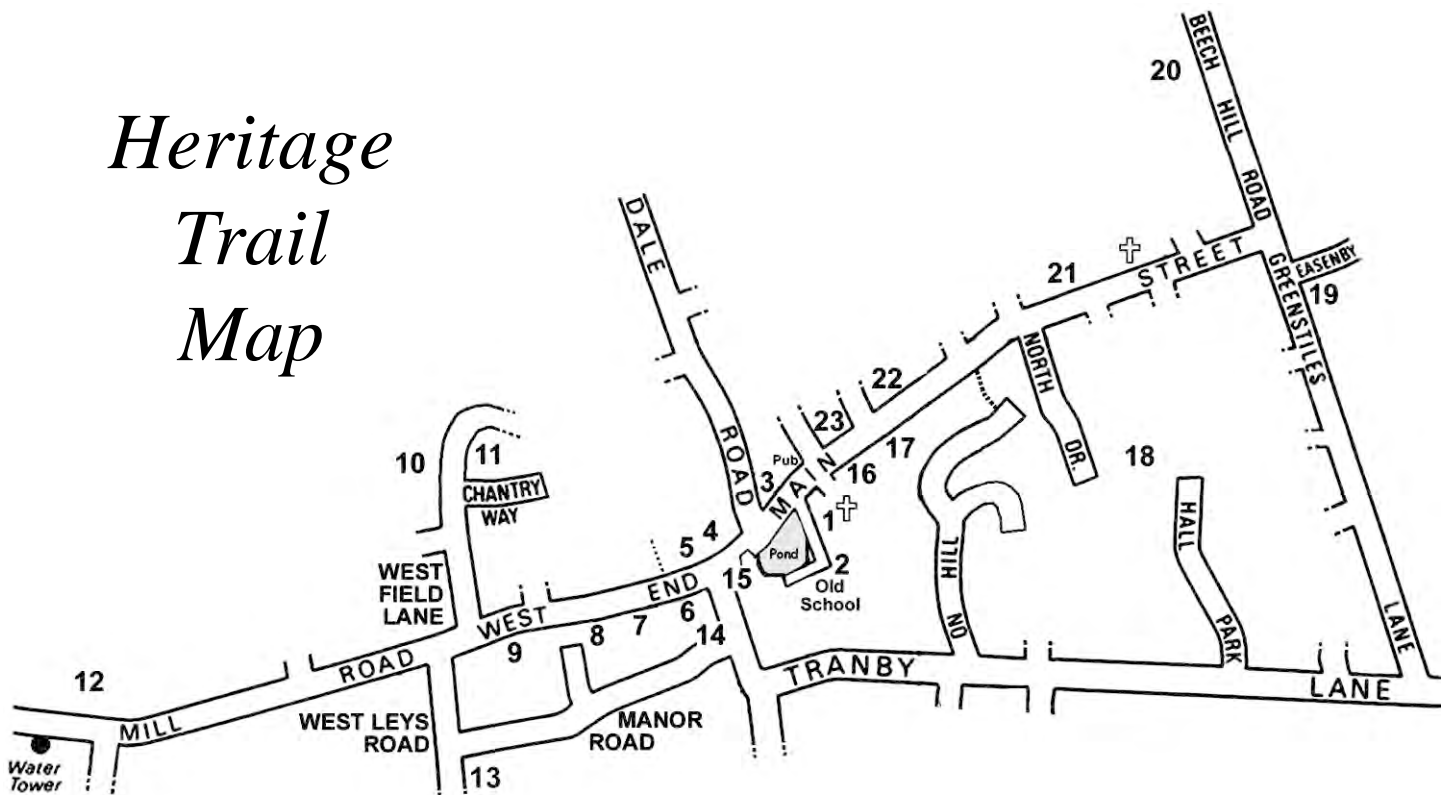 Heritage
Trail
Map
BEECH HILL ROAD
20
DALE ROAD
21
STREET
GREENSTILES LANE
EASENBY
19
NORTH DR.
22
23
17
16
18
10
11
CHANTRY
WAY
Pub
3
MAIN
1
4
5
Pond
2
Old
School
15
NO HILL
HALL PARK
WEST
FIELD
LANE
WEST END
6
7
8
9
14
TRANBY LANE
12
MILL ROAD
WEST LEYS
ROAD
MANOR
ROAD
Water
Tower
13